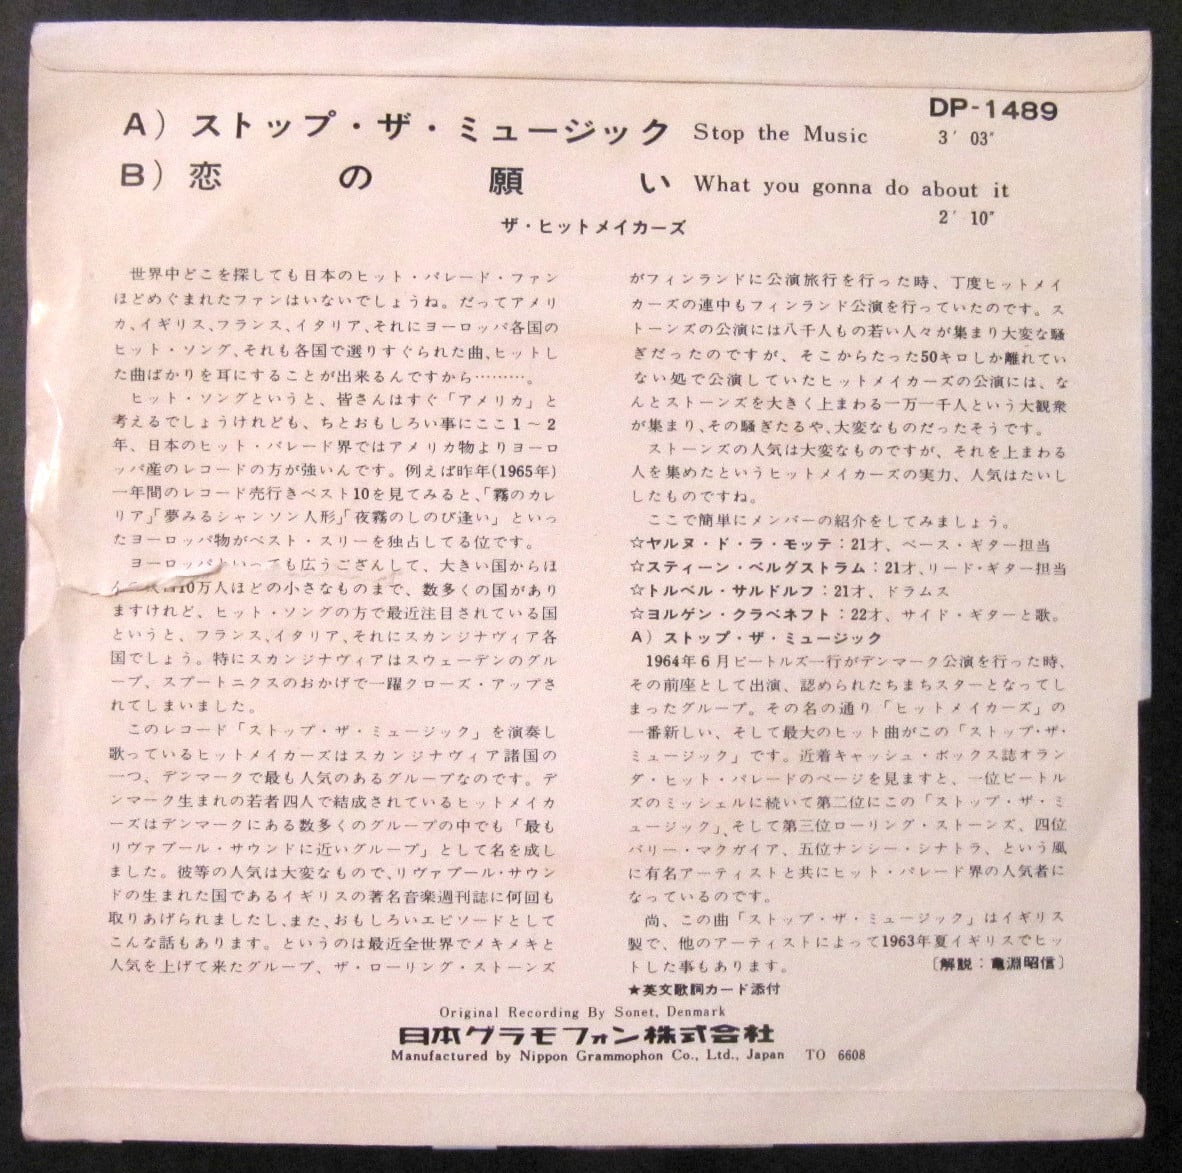 DP-1489
A) ストップ・ザ・ミュージック Stop the Music 3′ 03″
B) 恋の願い What you gonna do about it
2′ 10″
ザ・ヒットメイカーズ
世界中どこを探しても日本のヒット・パレード・ファン
ほどめぐまれたファンはいないでしょうね。だってアメリ
カ、イギリス、フランス、イタリア、それにヨーロッパ各国の
ヒット・ソング、それも各国で選りすぐられた曲、ヒットし
た曲ばかりを耳にすることが出来るんですから………。
ヒット・ソングというと、皆さんはすぐ「アメリカ」と
考えるでしょうけれども、ちとおもしろい事にここ1〜2
年、日本のヒット・パレード界ではアメリカ物よりヨーロ
ッパ産のレコードの方が強いんです。例えば昨年(1965年)
一年間のレコード売行きベスト10を見てみると、「霧のカレ
リア」「夢みるシャンソン人形」「夜霧のしのび逢い」といっ
たヨーロッパ物がベスト・スリーを独占してる位です。
ヨーロッパといっても広うござんして、大きい国からほ
ん 10万人ほどの小さなものまで、数多くの国があり
ますけれど、ヒット・ソングの方で最近注目されている国
というと、フランス、イタリア、それにスカンジナヴィア各
国でしょう。特にスカンジナヴィアはスウェーデンのグル
ープ、スプートニクスのおかげで一躍クローズ・アップさ
れてしまいました。
このレコード「ストップ・ザ・ミュージック」を演奏し
歌っているヒットメイカーズはスカンジナヴィア諸国の
一つ、デンマークで最も人気のあるグループなのです。デ
ンマーク生まれの若者四人で結成されているヒットメイカ
ーズはデンマークにある数多くのグループの中でも「最も
リヴァプール・サウンドに近いグループ」として名を成し
ました。彼等の人気は大変なもので、リヴァプール・サウン
ドの生まれた国であるイギリスの著名音楽週刊誌に何回も
取りあげられましたし、また、おもしろいエピソードとして
こんな話もあります。というのは最近全世界でメキメキと
人気を上げて来たグループ、ザ・ローリング・ストーンズ
がフィンランドに公演旅行を行った時、丁度ヒットメイ
カーズの連中もフィンランド公演を行っていたのです。ス
トーンズの公演には八千人もの若い人々が集まり大変な騒
ぎだったのですが、そこからたった50キロしか離れてい
ない処で公演していたヒットメイカーズの公演には、な
んとストーンズを大きく上まわる一万一千人という大観衆
が集まり、その騒ぎたるや、大変なものだったそうです。
ストーンズの人気は大変なものですが、それを上まわる
人を集めたというヒットメイカーズの実力、人気はたいし
したものですね。
ここで簡単にメンバーの紹介をしてみましょう。
☆ヤルヌ・ド・ラ・モッテ:21才、ベース・ギター担当
☆スティーン・ベルグストラム:21才、リード・ギター担当
☆トルベル・サルドルフ:21才、ドラムス
☆ヨルゲン・クラベネフト:22才、サイド・ギターと歌。
A) ストップ・ザ・ミュージック
1964年6月ビートルズ一行がデンマーク公演を行った時、
その前座として出演、認められたちまちスターとなってし
まったグループ。その名の通り「ヒットメイカーズ」の
一番新しい、そして最大のヒット曲がこの「ストップ・ザ・
ミュージック」です。近着キャッシュ・ボックス誌オラン
ダ・ヒット・パレードのページを見ますと、一位ビートル
ズのミッシェルに続いて第二位にこの「ストップ・ザ・ミ
ュージック」、そして第三位ローリング・ストーンズ、四位
バリー・マクガイア、五位ナンシー・シナトラ、という風
に有名アーティストと共にヒット・パレード界の人気者に
なっているのです。
尚、この曲「ストップ・ザ・ミュージック」はイギリス
製で、他のアーティストによって1963年夏イギリスでヒッ
トした事もあります。 〔解説:亀淵昭信〕
★英文歌詞カード添付
Original Recording By Sonet, Denmark
日本グラモフォン株式会社
Manufactured by Nippon Grammophon Co., Ltd., Japan TO 6608